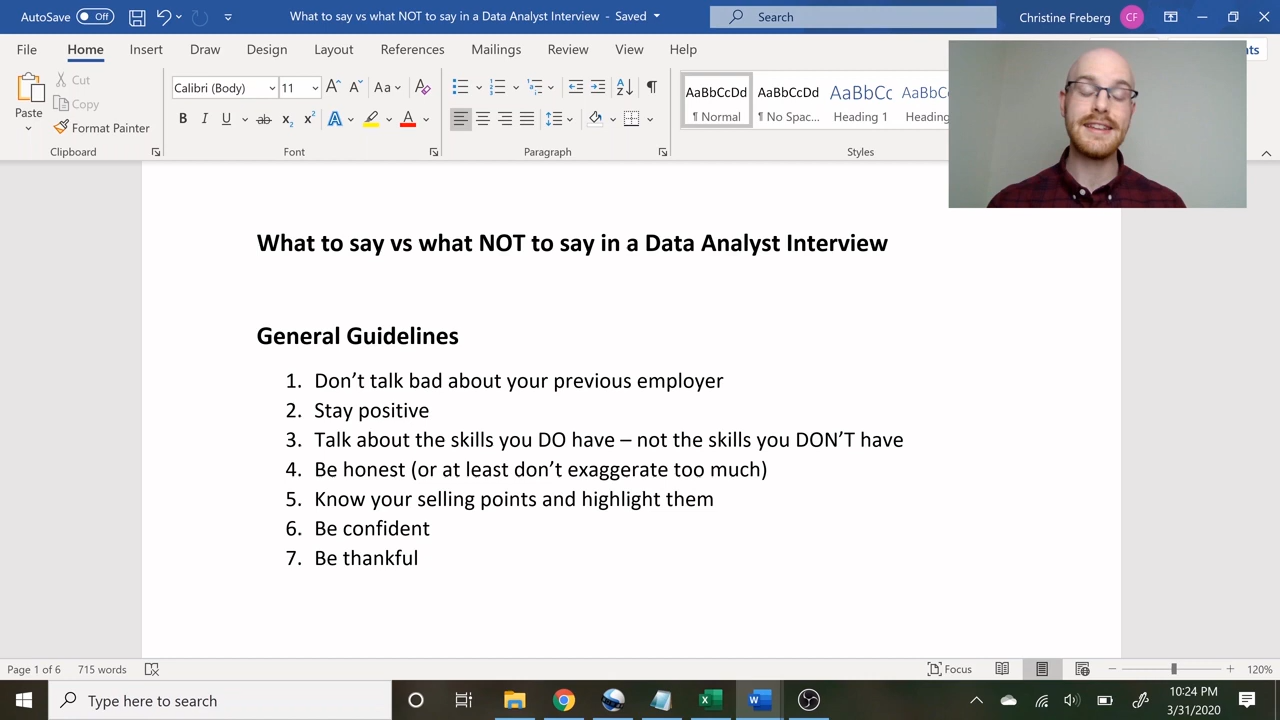 AutoSave Off
What to say vs what NOT to say in a Data Analyst Interview - Saved
Search
Christine Freberg CF
File Home Insert Draw Design Layout References Mailings Review View Help
Paste
Cut
Copy
Format Painter
Clipboard
Calibri (Body) 11
Aa
B I U ab x₂ x²
A A
Font
Paragraph
AaBbCcDd
¶ Normal
AaBbCcDd
¶ No Spac...
AaBbCc
Heading 1
AaBbC
Heading
Styles
What to say vs what NOT to say in a Data Analyst Interview
General Guidelines
1. Don’t talk bad about your previous employer
2. Stay positive
3. Talk about the skills you DO have – not the skills you DON’T have
4. Be honest (or at least don’t exaggerate too much)
5. Know your selling points and highlight them
6. Be confident
7. Be thankful
Page 1 of 6 715 words
Focus
120%
Type here to search
10:24 PM
3/31/2020